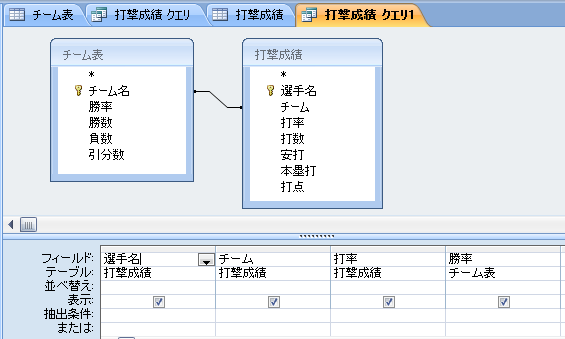 チーム表 打撃成績 クエリ 打撃成績 打撃成績 クエリ1
チーム表
*
チーム名
勝率
勝数
負数
引分数
打撃成績
*
選手名
チーム
打率
打数
安打
本塁打
打点
フィールド: 選手名 チーム 打率 勝率
テーブル: 打撃成績 打撃成績 打撃成績 チーム表
並べ替え:
表示:
抽出条件:
または: